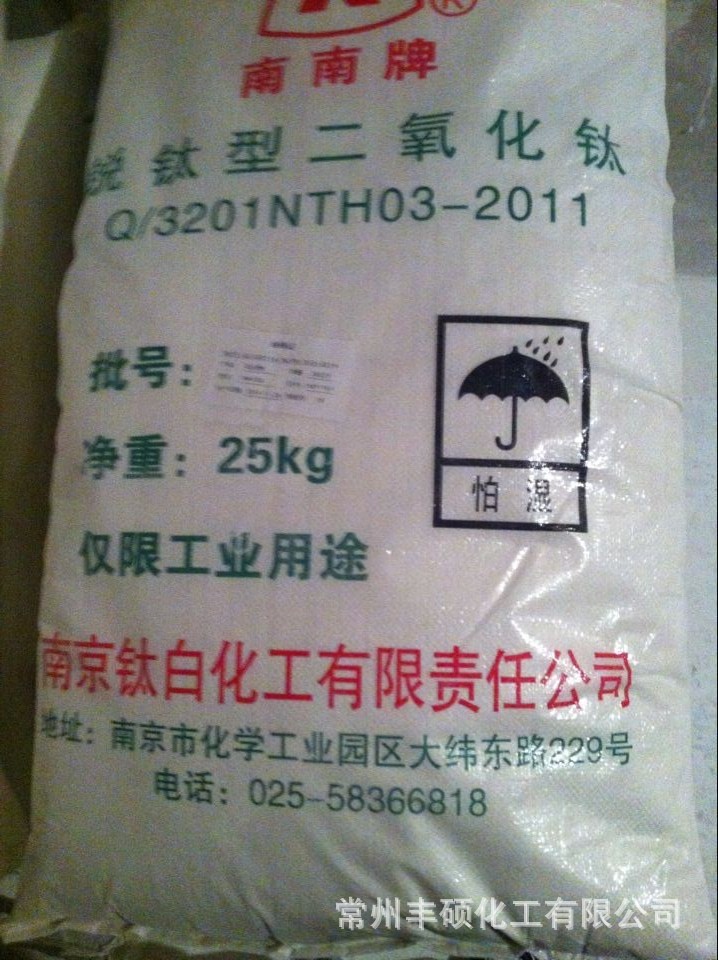 ®
南南牌
锐钛型二氧化钛
Q/3201NTH03-2011
批号：
净重：25kg
怕湿
仅限工业用途
南京钛白化工有限责任公司
地址：南京市化学工业园区大纬东路229号
电话：025-58366818
常州丰硕化工有限公司